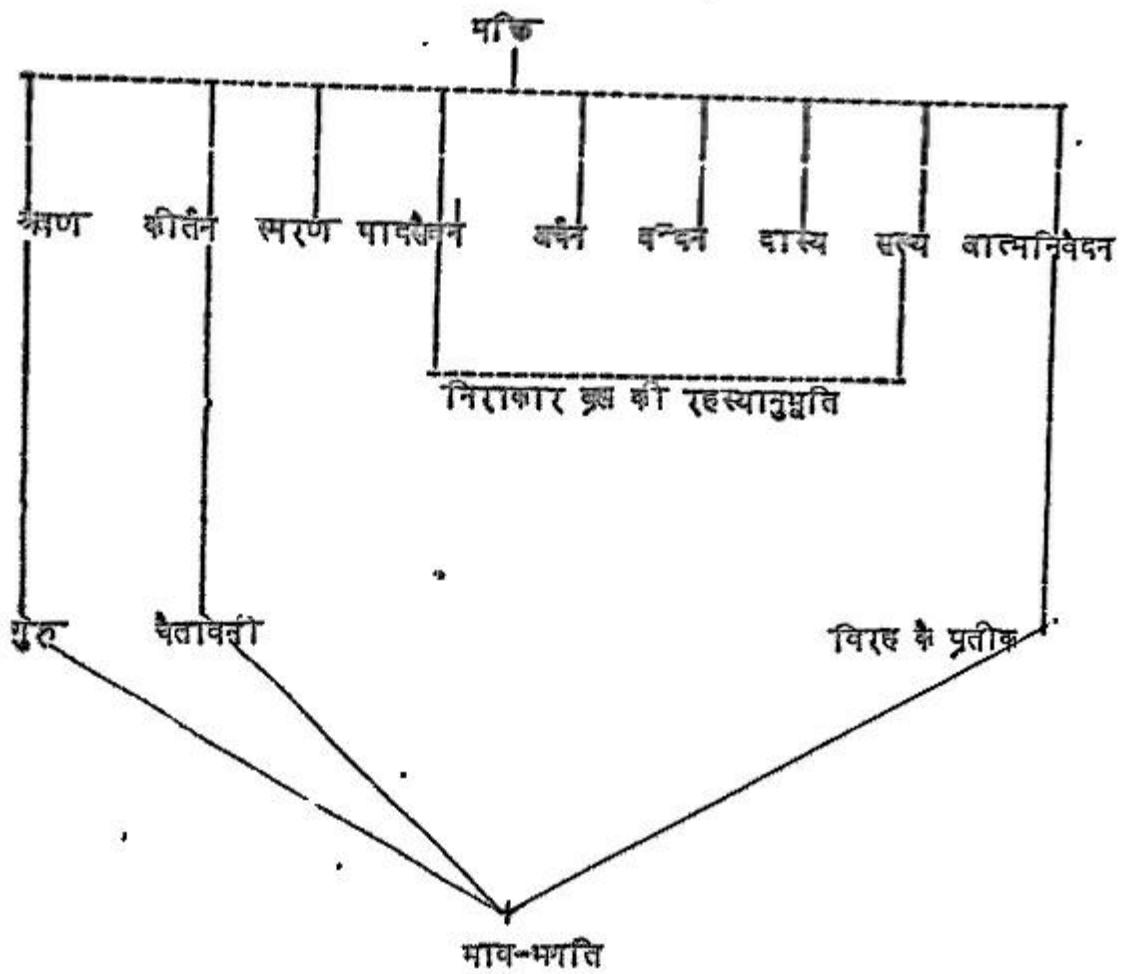 भक्ति
श्रवण कीर्तन स्मरण पादसेवन अर्चन वन्दन दास्य सख्य आत्मनिवेदन
निराकार ब्रह्म की रहस्यानुभूति
गुरु चेतावनी विरह के प्रतीक
भाव-भगति